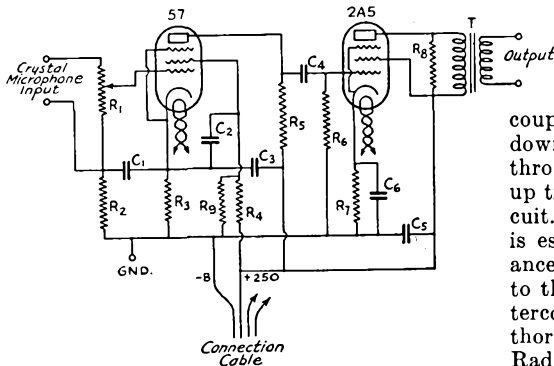 57
2A5
T
Crystal
Microphone
Input
R1
C2
C4
R5
R6
R8
Output
C1
C3
R2
R3
R9
R4
R7
C6
C5
GND.
-B
+250
Connection
Cable
coup
down
thro
up th
cuit.
is es
ance
to th
terco
thor
Rad